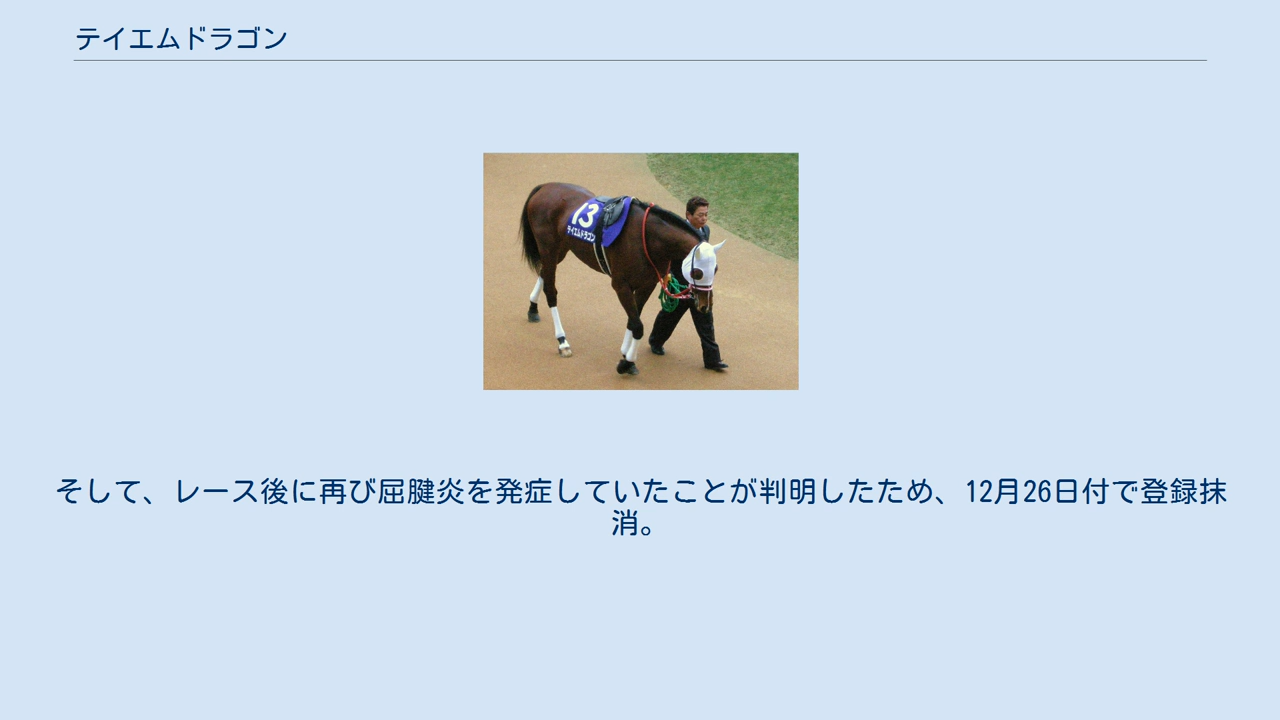 テイエムドラゴン
13
テイエムドラゴン
そして、レース後に再び屈腱炎を発症していたことが判明したため、12月26日付で登録抹
消。